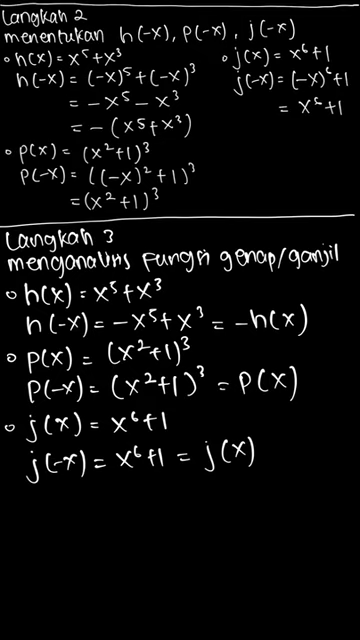 Langkah 2
menentukan h(-x), p(-x), j(-x)
∘ h(x) = x⁵ + x³
h(-x) = (-x)⁵ + (-x)³
= -x⁵ - x³
= -(x⁵ + x³)
∘ p(x) = (x² + 1)³
p(-x) = ((-x)² + 1)³
= (x² + 1)³
∘ j(x) = x⁶ + 1
j(-x) = (-x)⁶ + 1
= x⁶ + 1
Langkah 3
menganalisis fungsi genap/ganjil
∘ h(x) = x⁵ + x³
h(-x) = -x⁵ + x³ = -h(x)
∘ p(x) = (x² + 1)³
p(-x) = (x² + 1)³ = p(x)
∘ j(x) = x⁶ + 1
j(-x) = x⁶ + 1 = j(x)